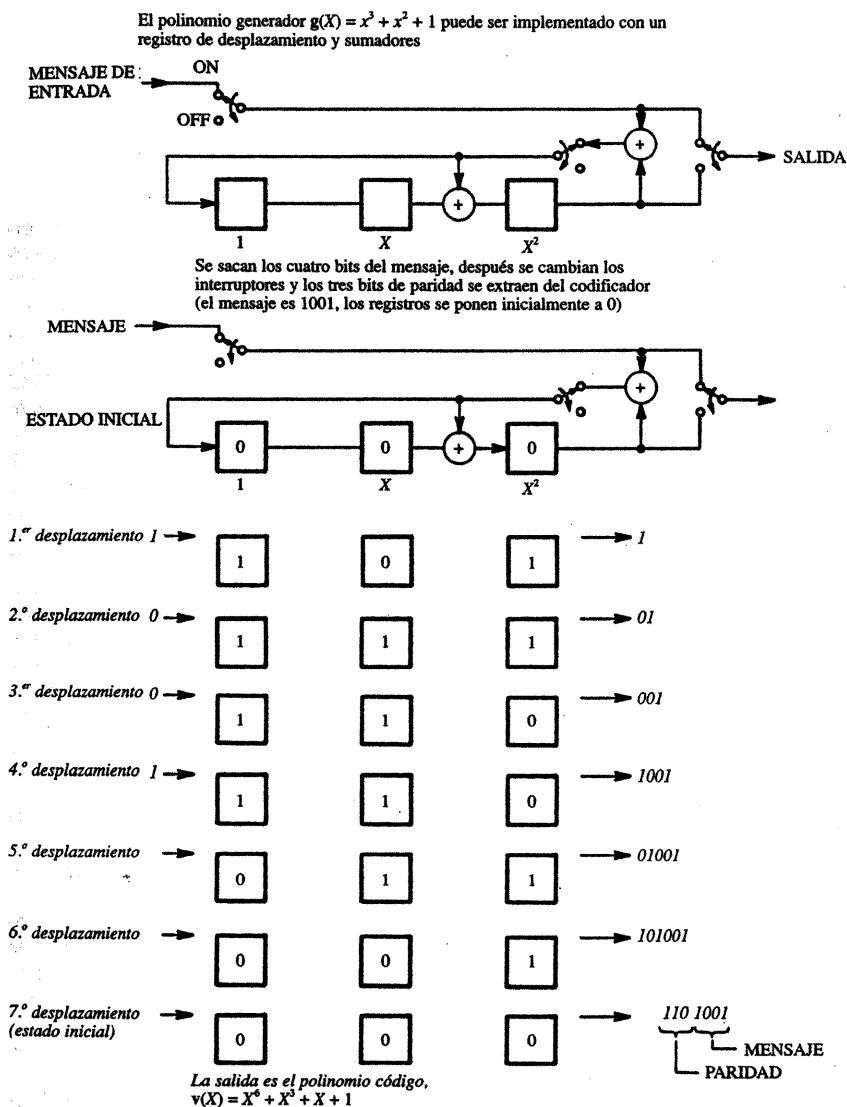 El polinomio generador g(X) = x³ + x² + 1 puede ser implementado con un
registro de desplazamiento y sumadores
MENSAJE DE
ENTRADA
ON
OFF
+
SALIDA
+
1
X
X²
Se sacan los cuatro bits del mensaje, después se cambian los
interruptores y los tres bits de paridad se extraen del codificador
(el mensaje es 1001, los registros se ponen inicialmente a 0)
MENSAJE
+
ESTADO INICIAL
0 0 + 0
1 X X²
1.er desplazamiento 1 1 0 1 1
2.º desplazamiento 0 1 1 1 01
3.er desplazamiento 0 1 1 0 001
4.º desplazamiento 1 1 1 0 1001
5.º desplazamiento 0 1 1 01001
6.º desplazamiento 0 0 1 101001
7.º desplazamiento
(estado inicial)
0 0 0
110 1001
MENSAJE
PARIDAD
La salida es el polinomio código,
v(X) = X⁶ + X³ + X + 1